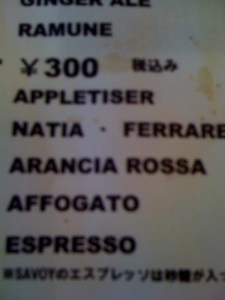 GINGER ALE
RAMUNE
￥300 税込み
APPLETISER
NATIA ・ FERRARE
ARANCIA ROSSA
AFFOGATO
ESPRESSO
※SAVOYのエスプレッソは砂糖が入っ